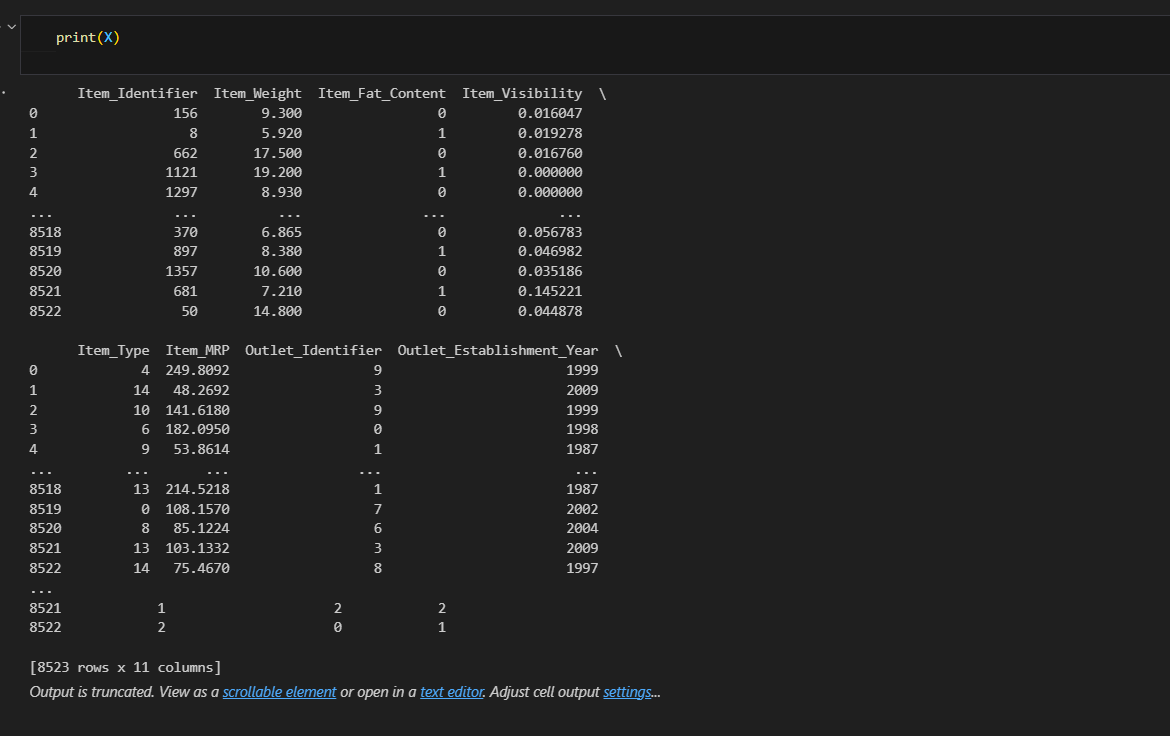 print(X)
Item_Identifier  Item_Weight  Item_Fat_Content  Item_Visibility  \
0                 156        9.300                 0         0.016047
1                   8        5.920                 1         0.019278
2                 662       17.500                 0         0.016760
3                1121       19.200                 1         0.000000
4                1297        8.930                 0         0.000000
...               ...          ...               ...              ...
8518              370        6.865                 0         0.056783
8519              897        8.380                 1         0.046982
8520             1357       10.600                 0         0.035186
8521              681        7.210                 1         0.145221
8522               50       14.800                 0         0.044878
Item_Type  Item_MRP  Outlet_Identifier  Outlet_Establishment_Year  \
0             4  249.8092                  9                       1999
1            14   48.2692                  3                       2009
2            10  141.6180                  9                       1999
3             6  182.0950                  0                       1998
4             9   53.8614                  1                       1987
...         ...       ...                ...                        ...
8518         13  214.5218                  1                       1987
8519          0  108.1570                  7                       2002
8520          8   85.1224                  6                       2004
8521         13  103.1332                  3                       2009
8522         14   75.4670                  8                       1997
...
8521            1                     2            2
8522            2                     0            1
[8523 rows x 11 columns]
Output is truncated. View as a scrollable element or open in a text editor. Adjust cell output settings...